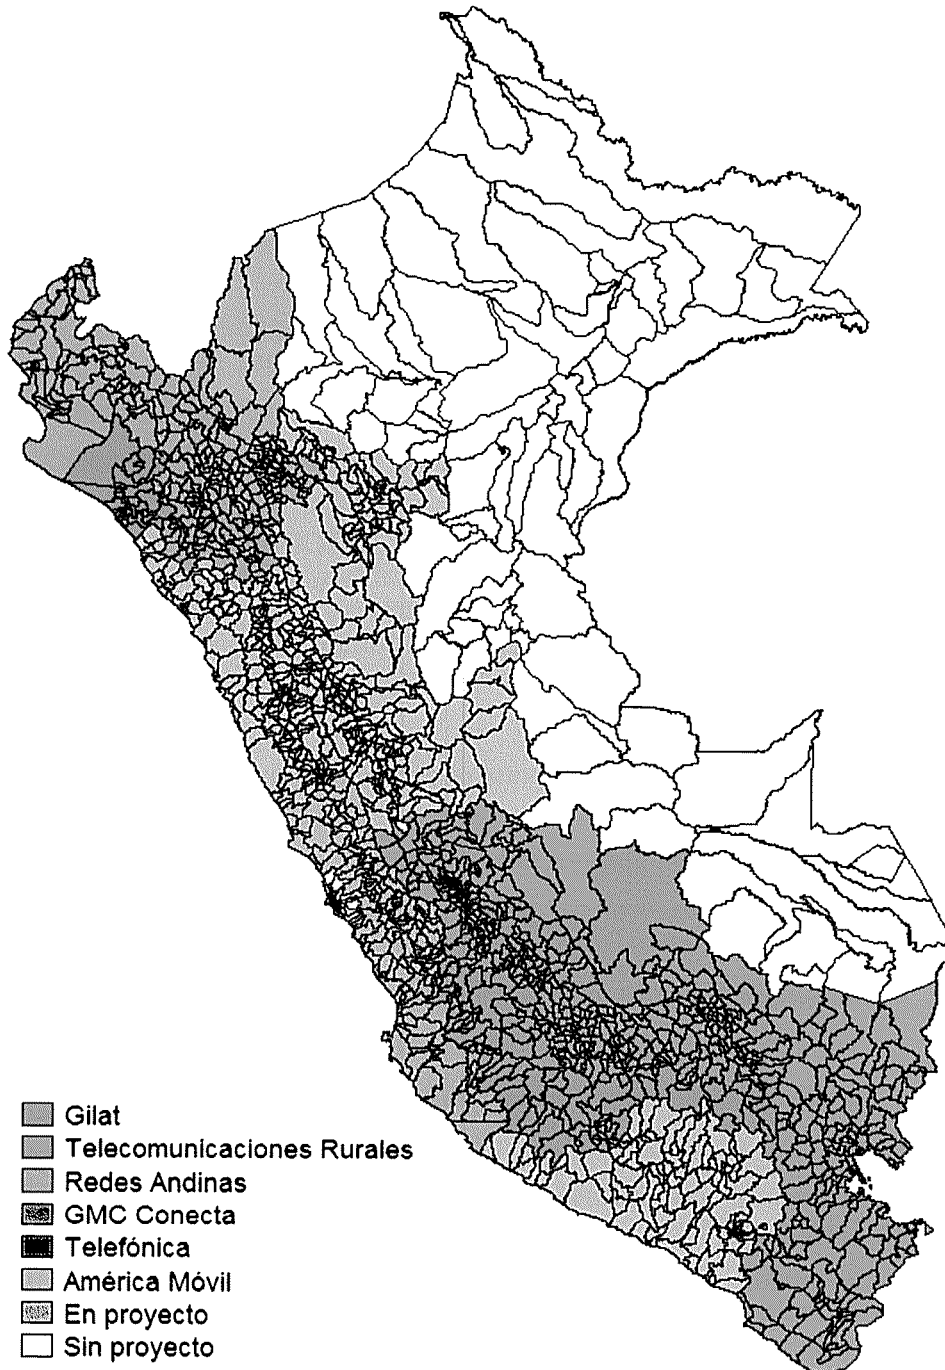 Gilat
Telecomunicaciones Rurales
Redes Andinas
GMC Conecta
Telefónica
América Móvil
En proyecto
Sin proyecto